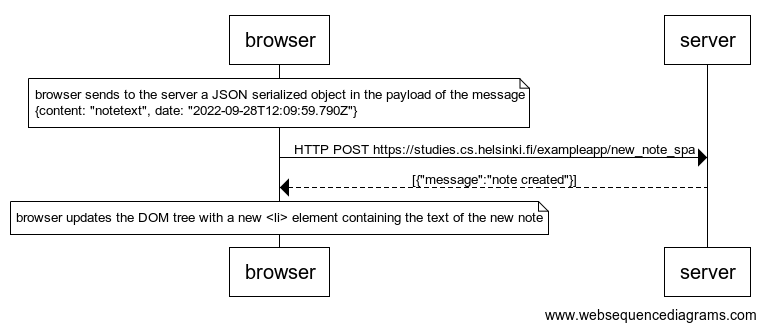 browser server
browser sends to the server a JSON serialized object in the payload of the message
{content: "notetext", date: "2022-09-28T12:09:59.790Z"}
HTTP POST https://studies.cs.helsinki.fi/exampleapp/new_note_spa
[{"message":"note created"}]
browser updates the DOM tree with a new <li> element containing the text of the new note
browser server
www.websequencediagrams.com